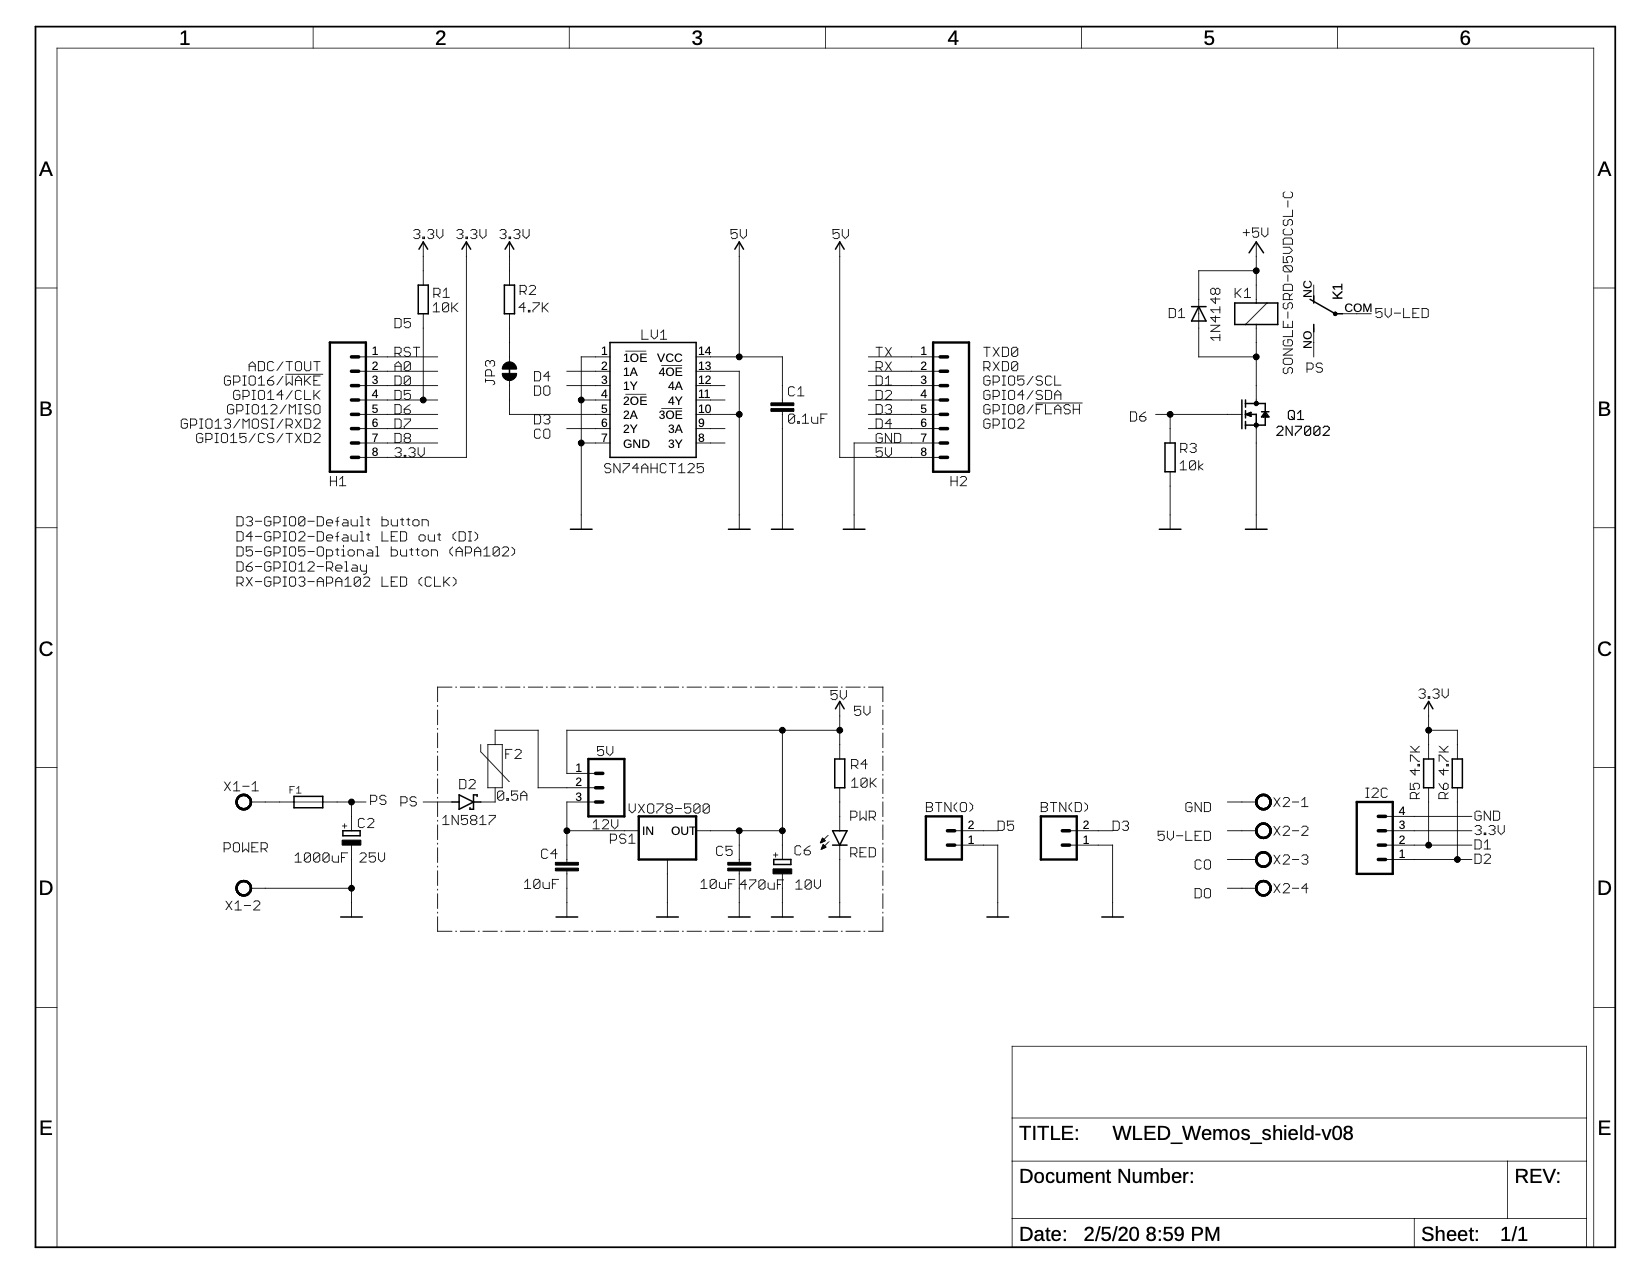 1 2 3 4 5 6
A A
B B
C C
D D
E E
3.3V 3.3V 3.3V
R1
10K
D5
R2
4.7K
JP3
ADC/TOUT
GPIO16/WAKE
GPIO14/CLK
GPIO12/MISO
GPIO13/MOSI/RXD2
GPIO15/CS/TXD2
1 RST
2 A0
3 D0
4 D5
5 D6
6 D7
7 D8
8 3.3V
H1
D4
DO
D3
CO
LV1
1 1OE VCC 14
2 1A 4OE 13
3 1Y 4A 12
4 2OE 4Y 11
5 2A 3OE 10
6 2Y 3A 9
7 GND 3Y 8
SN74AHCT125
5V
C1
0.1uF
5V
TX 1 TXD0
RX 2 RXD0
D1 3 GPIO5/SCL
D2 4 GPIO4/SDA
D3 5 GPIO0/FLASH
D4 6 GPIO2
GND 7
5V 8
H2
+5V
D1
1N4148
K1
SONGLE-SRD-05VDCSL-C
NC
K1
COM 5V-LED
NO
PS
D6
R3
10k
Q1
2N7002
D3-GPIO0-Default button
D4-GPIO2-Default LED out (DI)
D5-GPIO5-Optional button (APA102)
D6-GPIO12-Relay
RX-GPIO3-APA102 LED (CLK)
X1-1
F1
PS
C2
+
1000uF 25V
POWER
X1-2
PS
D2
1N5817
F2
0.5A
5V
1
2
3
12V
VXO78-500
PS1
IN OUT
C4
10uF
C5
10uF
+
C6
470uF 10V
5V
5V
R4
10K
PWR
RED
BTN(O)
2 D5
1
BTN(D)
2 D3
1
GND X2-1
5V-LED X2-2
CO X2-3
DO X2-4
3.3V
R5 4.7K
R6 4.7K
I2C
4 GND
3 3.3V
2 D1
1 D2
TITLE: WLED_Wemos_shield-v08
Document Number:
REV:
Date: 2/5/20 8:59 PM
Sheet: 1/1